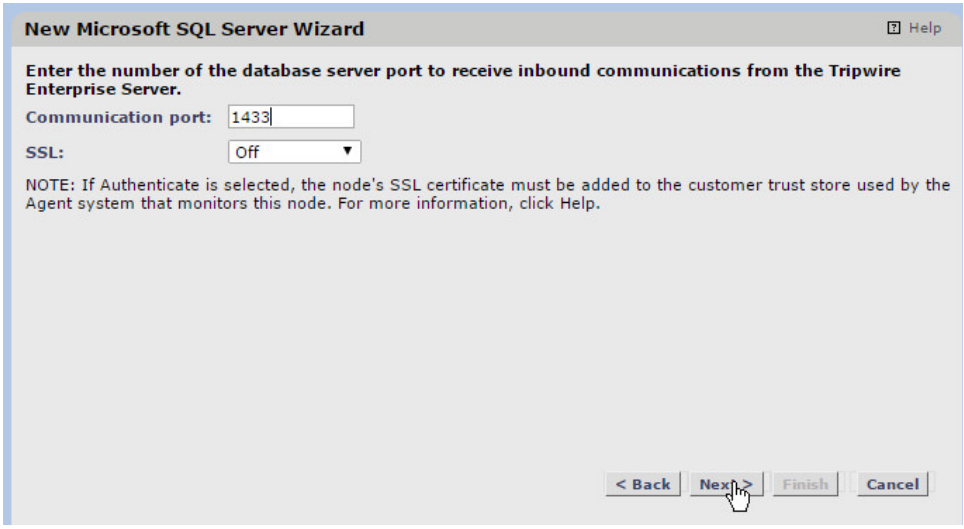 New Microsoft SQL Server Wizard
? Help
Enter the number of the database server port to receive inbound communications from the Tripwire
Enterprise Server.
Communication port: 1433
SSL: Off
NOTE: If Authenticate is selected, the node's SSL certificate must be added to the customer trust store used by the
Agent system that monitors this node. For more information, click Help.
< Back Next > Finish Cancel